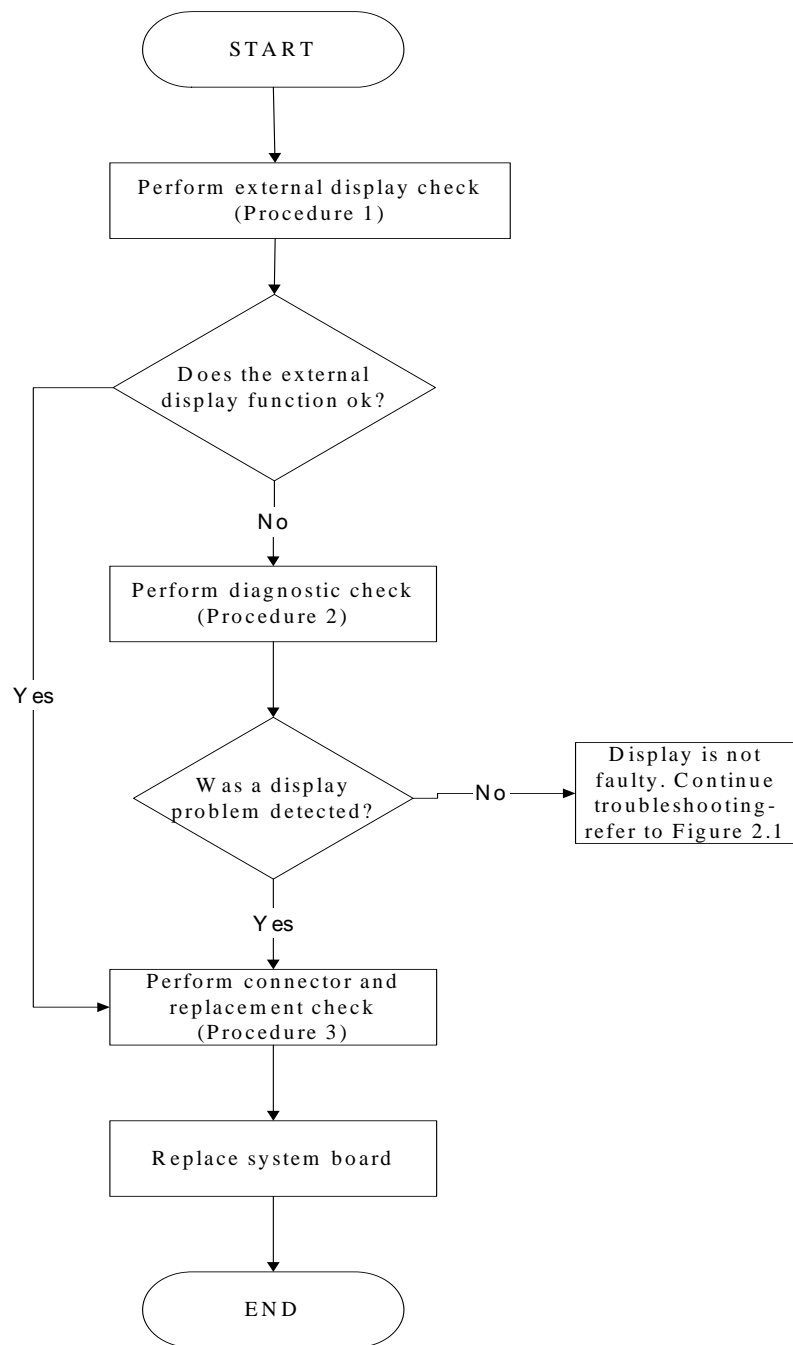 START
Perform external display check
(Procedure 1)
Does the external
display function ok?
No
Perform diagnostic check
(Procedure 2)
Yes
Was a display
problem detected?
No
Display is not
faulty. Continue
troubleshooting-
refer to Figure 2.1
Yes
Perform connector and
replacement check
(Procedure 3)
Replace system board
END